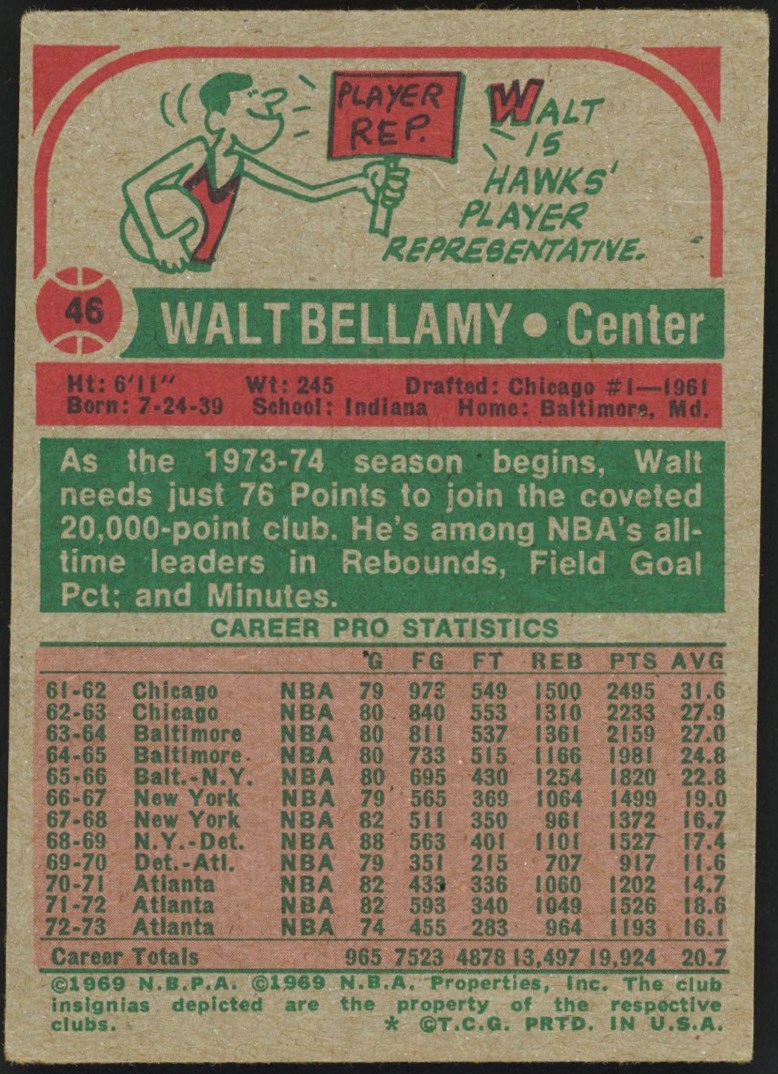 PLAYER
REP.
WALT
IS
HAWKS'
PLAYER
REPRESENTATIVE.
46
WALT BELLAMY • Center
Ht: 6'11" Wt: 245 Drafted: Chicago #1—1961
Born: 7-24-39 School: Indiana Home: Baltimore, Md.
As the 1973-74 season begins, Walt
needs just 76 Points to join the coveted
20,000-point club. He's among NBA's all-
time leaders in Rebounds, Field Goal
Pct; and Minutes.
CAREER PRO STATISTICS
G FG FT REB PTS AVG
61-62 Chicago NBA 79 973 549 1500 2495 31.6
62-63 Chicago NBA 80 840 553 1310 2233 27.9
63-64 Baltimore NBA 80 811 537 1361 2159 27.0
64-65 Baltimore NBA 80 733 515 1166 1981 24.8
65-66 Balt.-N.Y. NBA 80 695 430 1254 1820 22.8
66-67 New York NBA 79 565 369 1064 1499 19.0
67-68 New York NBA 82 511 350 961 1372 16.7
68-69 N.Y.-Det. NBA 88 563 401 1101 1527 17.4
69-70 Det.-Atl. NBA 79 351 215 707 917 11.6
70-71 Atlanta NBA 82 433 336 1060 1202 14.7
71-72 Atlanta NBA 82 593 340 1049 1526 18.6
72-73 Atlanta NBA 74 455 283 964 1193 16.1
Career Totals 965 7523 4878 13,497 19,924 20.7
©1969 N.B.P.A. ©1969 N.B.A. Properties, Inc. The club
insignias depicted are the property of the respective
clubs. * ©T.C.G. PRTD. IN U.S.A.